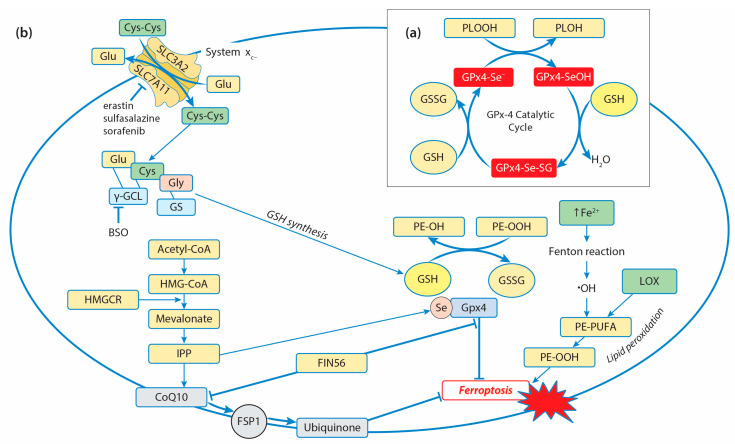 (b)
Cys-Cys
Glu
SLC3A2
SLC7A11
System xc–
Glu
erastin
sulfasalazine
sorafenib
Cys-Cys
Glu
Cys
Gly
γ-GCL
GS
BSO
GSH synthesis
(a)
PLOOH
PLOH
GPx4-Se–
GPx4-SeOH
GSSG
GSH
GPx-4 Catalytic
Cycle
GSH
GPx4-Se-SG
H2O
Acetyl-CoA
HMG-CoA
HMGCR
Mevalonate
IPP
CoQ10
FSP1
Ubiquinone
FIN56
PE-OH
PE-OOH
GSH
GSSG
Se
Gpx4
↑Fe2+
Fenton reaction
•OH
LOX
PE-PUFA
Lipid peroxidation
PE-OOH
Ferroptosis